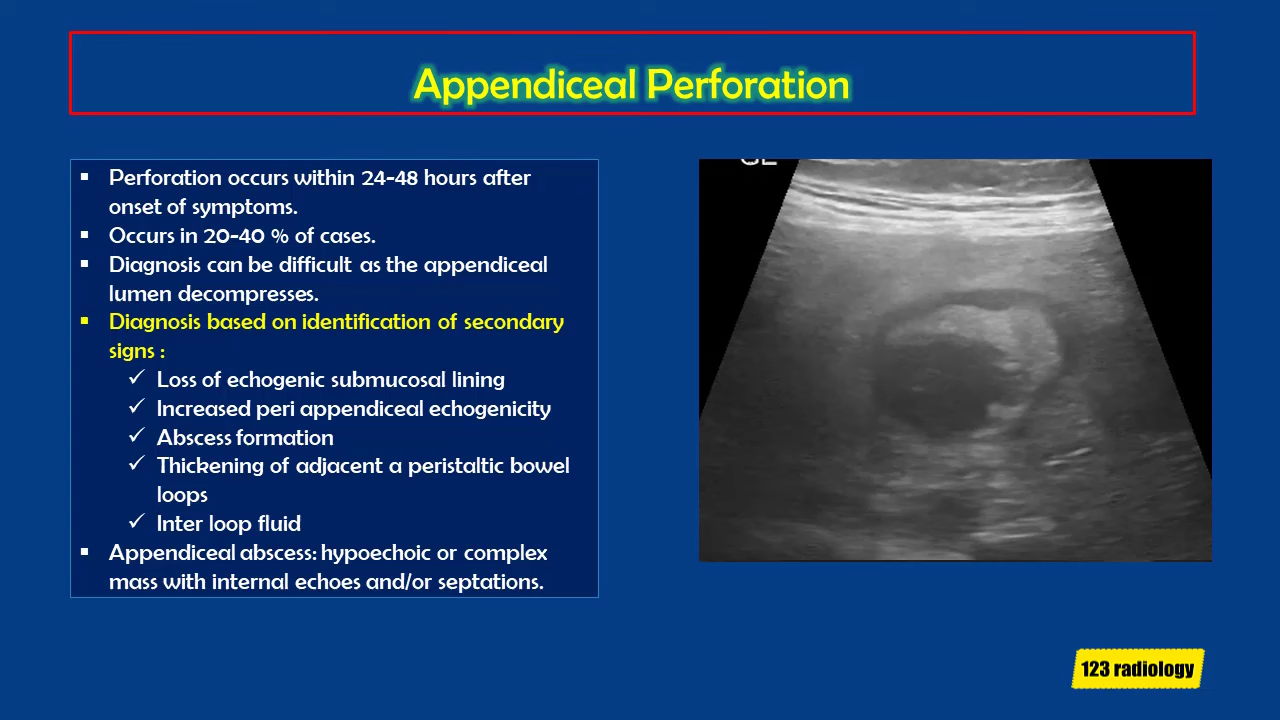 Appendiceal Perforation
▪ Perforation occurs within 24-48 hours after
onset of symptoms.
▪ Occurs in 20-40 % of cases.
▪ Diagnosis can be difficult as the appendiceal
lumen decompresses.
▪ Diagnosis based on identification of secondary
signs :
✓ Loss of echogenic submucosal lining
✓ Increased peri appendiceal echogenicity
✓ Abscess formation
✓ Thickening of adjacent a peristaltic bowel
loops
✓ Inter loop fluid
▪ Appendiceal abscess: hypoechoic or complex
mass with internal echoes and/or septations.
123 radiology